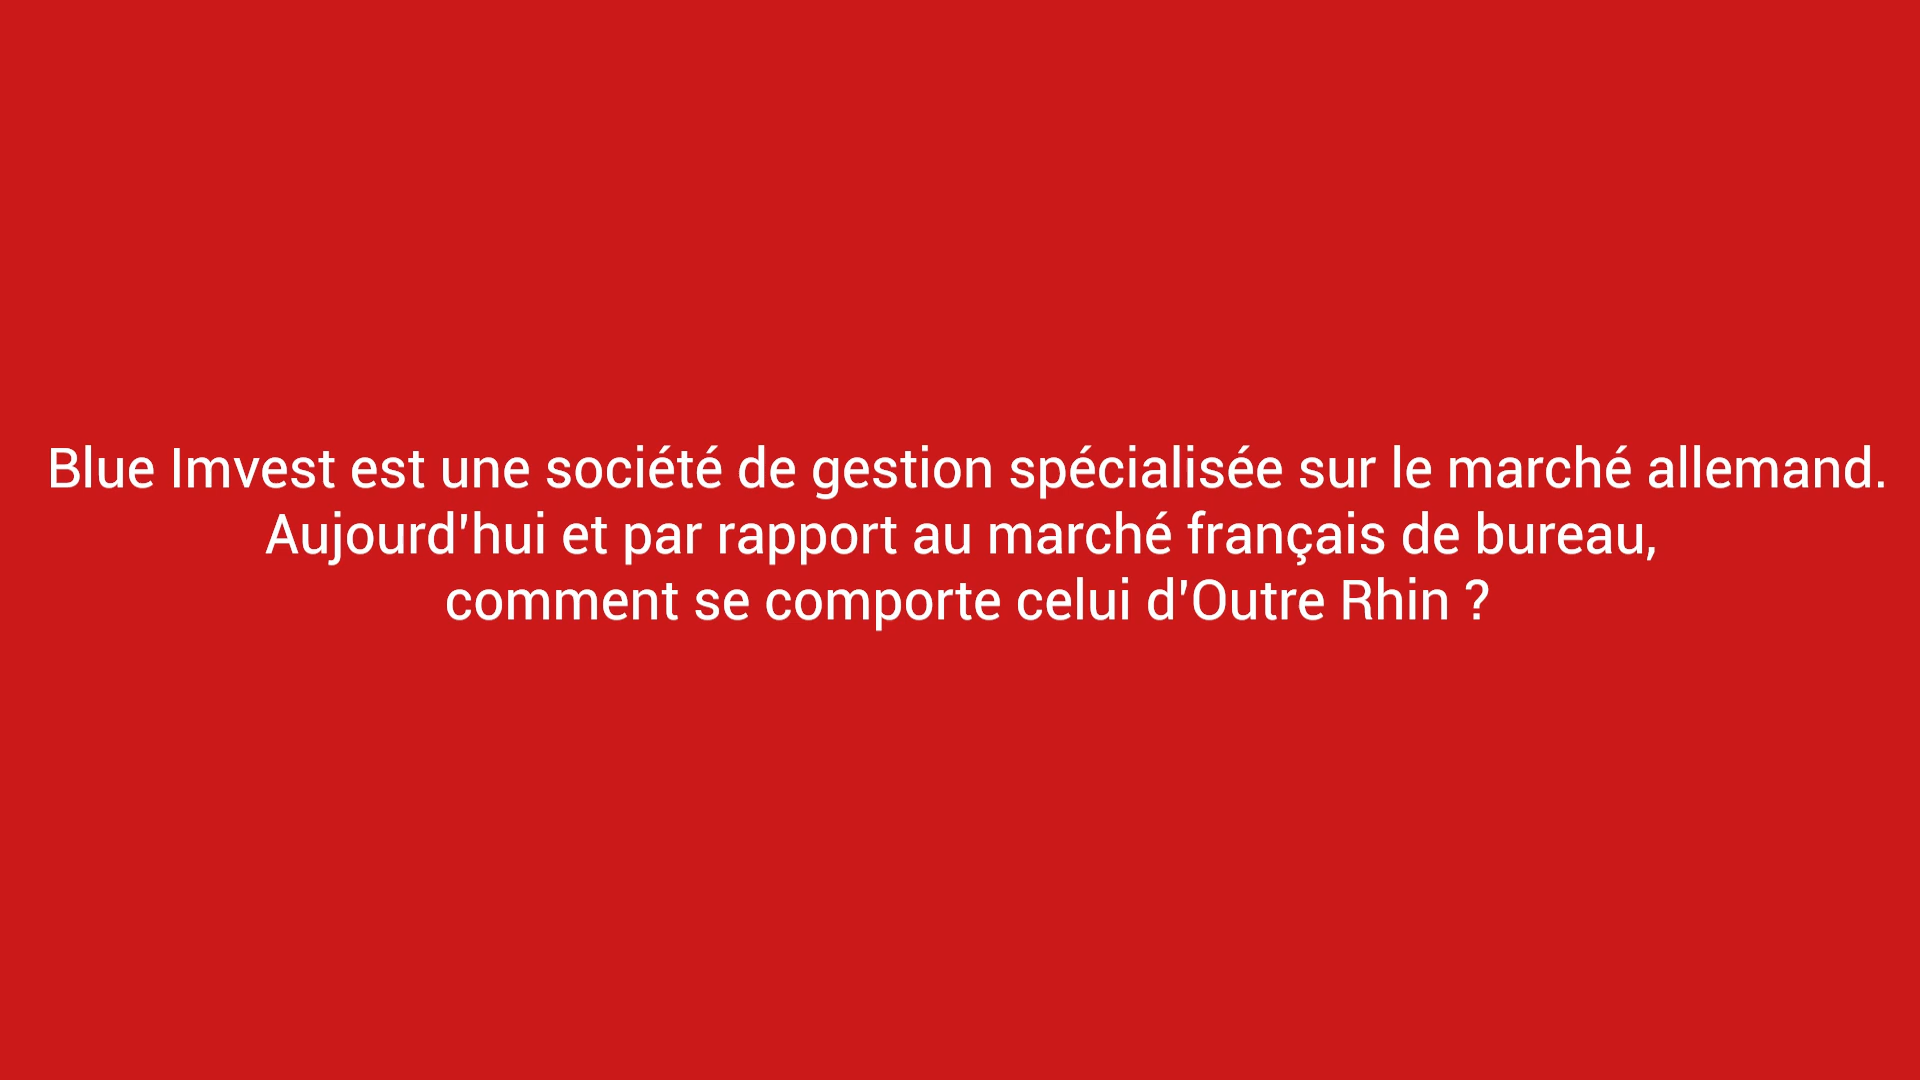 Blue Imvest est une société de gestion spécialisée sur le marché allemand.
Aujourd'hui et par rapport au marché français de bureau,
comment se comporte celui d'Outre Rhin ?